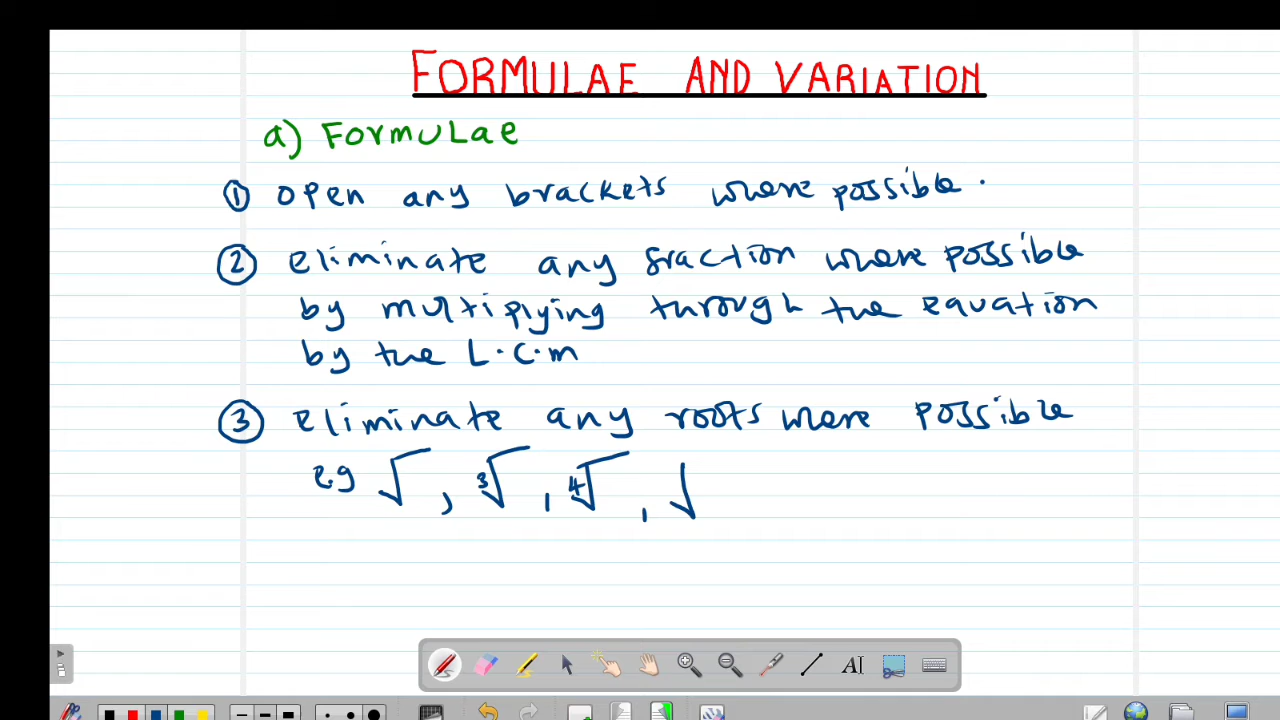 FORMULAE AND VARIATION
a) Formulae
① open any brackets where possible.
② eliminate any fraction where possible
by multiplying through the equation
by the L.C.m
③ eliminate any roots where possible
e.g √ , ∛ , ∜ , √